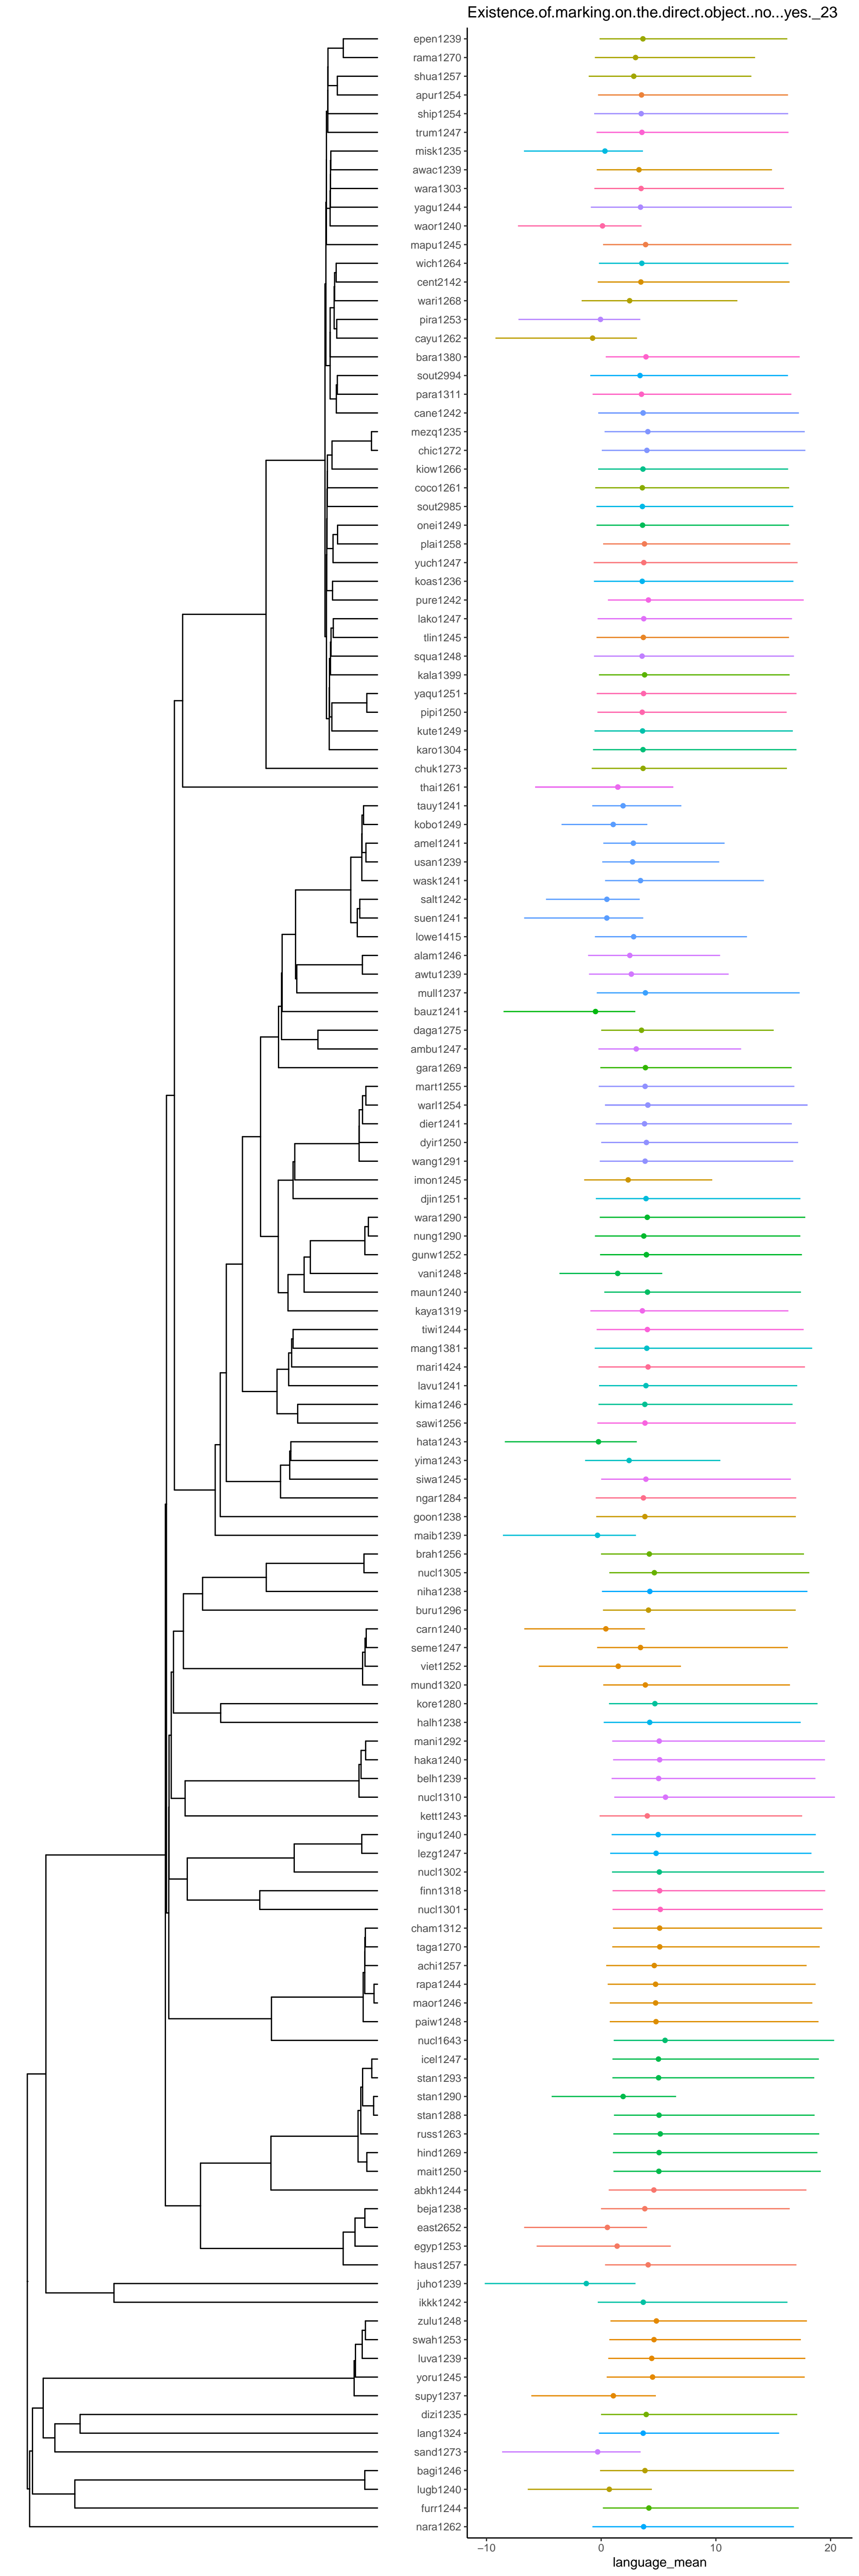 Existence.of.marking.on.the.direct.object..no...yes._23
epen1239
rama1270
shua1257
apur1254
ship1254
trum1247
misk1235
awac1239
wara1303
yagu1244
waor1240
mapu1245
wich1264
cent2142
wari1268
pira1253
cayu1262
bara1380
sout2994
para1311
cane1242
mezq1235
chic1272
kiow1266
coco1261
sout2985
onei1249
plai1258
yuch1247
koas1236
pure1242
lako1247
tlin1245
squa1248
kala1399
yaqu1251
pipi1250
kute1249
karo1304
chuk1273
thai1261
tauy1241
kobo1249
amel1241
usan1239
wask1241
salt1242
suen1241
lowe1415
alam1246
awtu1239
mull1237
bauz1241
daga1275
ambu1247
gara1269
mart1255
warl1254
dier1241
dyir1250
wang1291
imon1245
djin1251
wara1290
nung1290
gunw1252
vani1248
maun1240
kaya1319
tiwi1244
mang1381
mari1424
lavu1241
kima1246
sawi1256
hata1243
yima1243
siwa1245
ngar1284
goon1238
maib1239
brah1256
nucl1305
niha1238
buru1296
carn1240
seme1247
viet1252
mund1320
kore1280
halh1238
mani1292
haka1240
belh1239
nucl1310
kett1243
ingu1240
lezg1247
nucl1302
finn1318
nucl1301
cham1312
taga1270
achi1257
rapa1244
maor1246
paiw1248
nucl1643
icel1247
stan1293
stan1290
stan1288
russ1263
hind1269
mait1250
abkh1244
beja1238
east2652
egyp1253
haus1257
juho1239
ikkk1242
zulu1248
swah1253
luva1239
yoru1245
supy1237
dizi1235
lang1324
sand1273
bagi1246
lugb1240
furr1244
nara1262
−10 0 10 20
language_mean